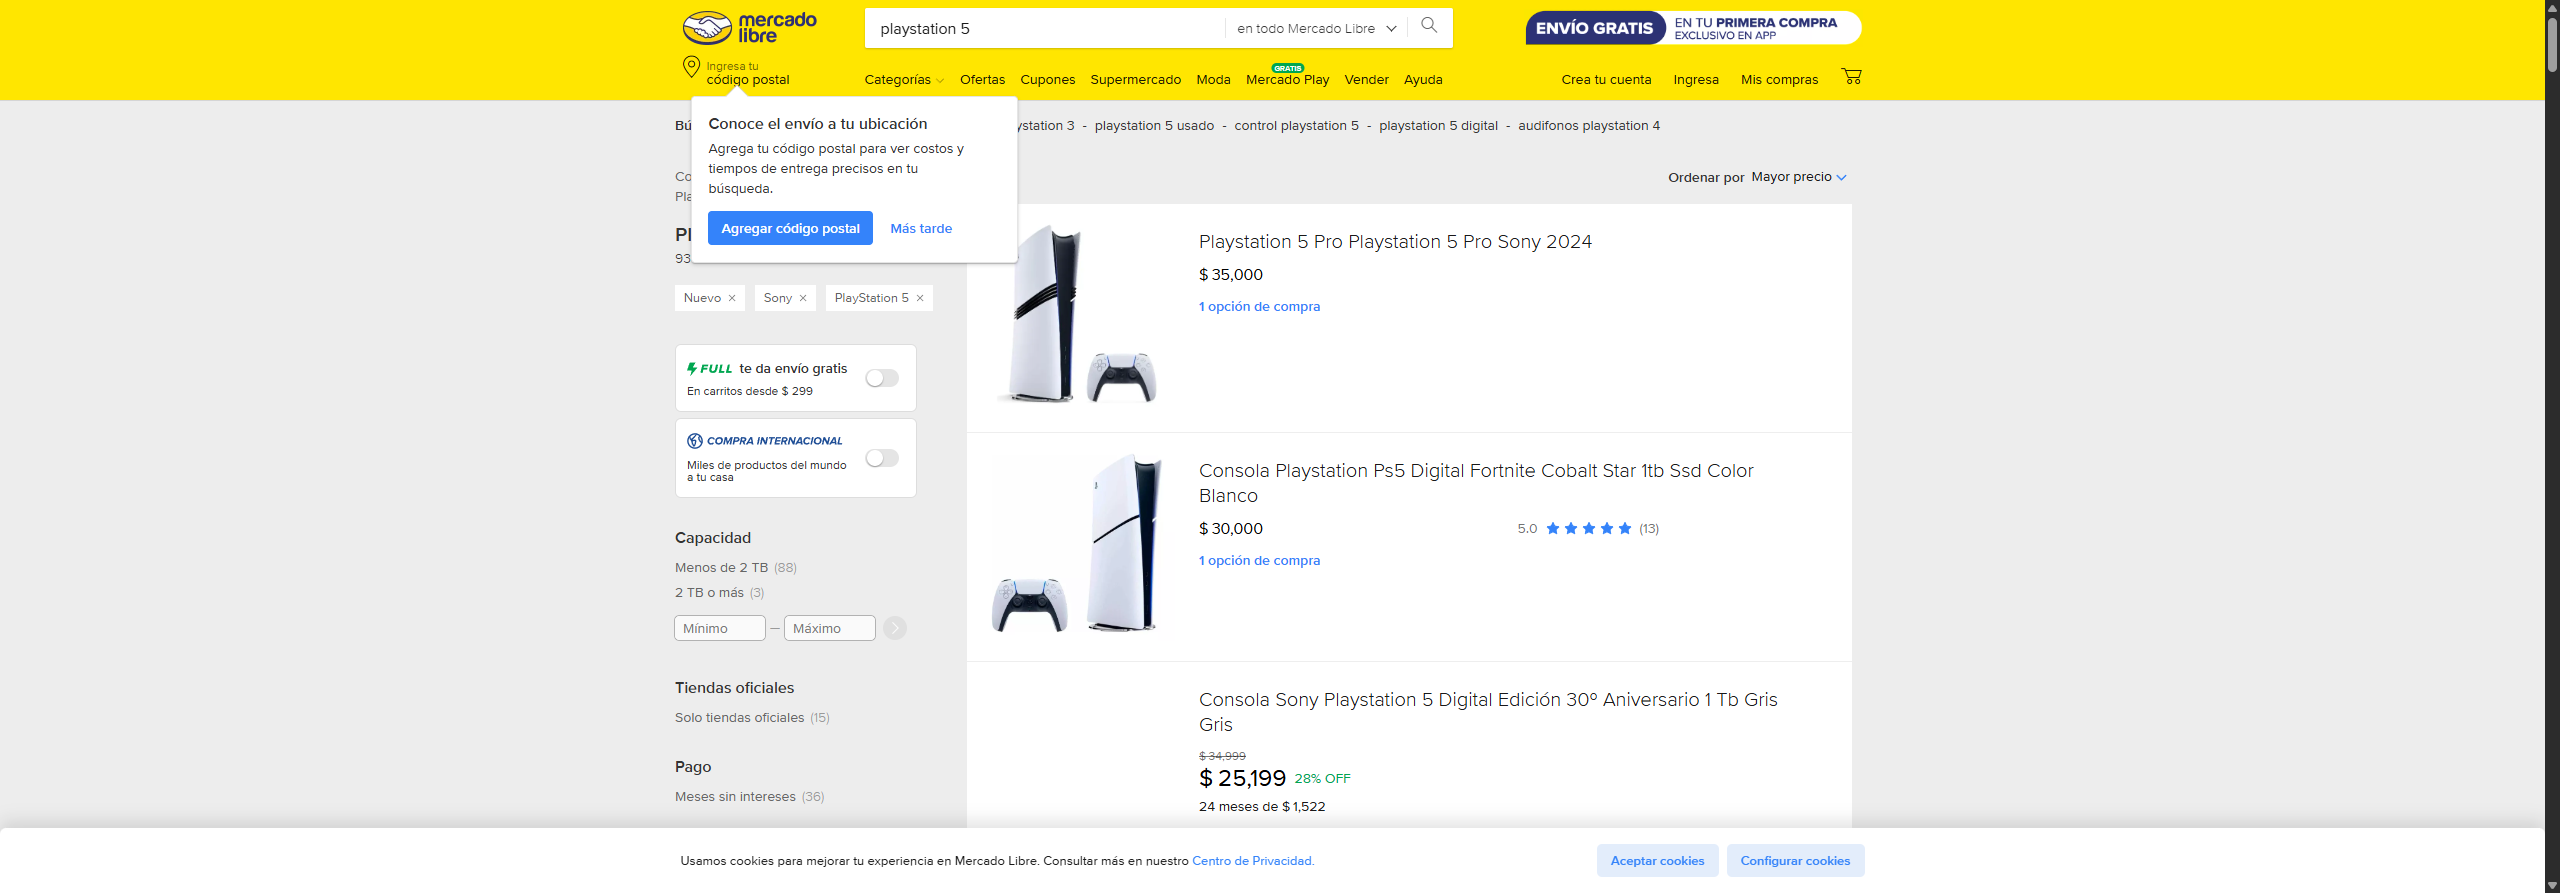 mercado
libre
playstation 5
en todo Mercado Libre
ENVÍO GRATIS
EN TU PRIMERA COMPRA
EXCLUSIVO EN APP
Ingresa tu
código postal
Categorías
Ofertas
Cupones
Supermercado
Moda
GRATIS
Mercado Play
Vender
Ayuda
Crea tu cuenta
Ingresa
Mis compras
Conoce el envío a tu ubicación
Agrega tu código postal para ver costos y
tiempos de entrega precisos en tu
búsqueda.
Agregar código postal
Más tarde
ystation 3 - playstation 5 usado - control playstation 5 - playstation 5 digital - audifonos playstation 4
Ordenar por Mayor precio
93
Nuevo ×
Sony ×
PlayStation 5 ×
FULL te da envío gratis
En carritos desde $ 299
COMPRA INTERNACIONAL
Miles de productos del mundo
a tu casa
Capacidad
Menos de 2 TB (88)
2 TB o más (3)
Mínimo — Máximo
Tiendas oficiales
Solo tiendas oficiales (15)
Pago
Meses sin intereses (36)
Playstation 5 Pro Playstation 5 Pro Sony 2024
$ 35,000
1 opción de compra
Consola Playstation Ps5 Digital Fortnite Cobalt Star 1tb Ssd Color
Blanco
$ 30,000
5.0 (13)
1 opción de compra
Consola Sony Playstation 5 Digital Edición 30º Aniversario 1 Tb Gris
Gris
$ 34,999
$ 25,199 28% OFF
24 meses de $ 1,522
Usamos cookies para mejorar tu experiencia en Mercado Libre. Consultar más en nuestro Centro de Privacidad.
Aceptar cookies
Configurar cookies